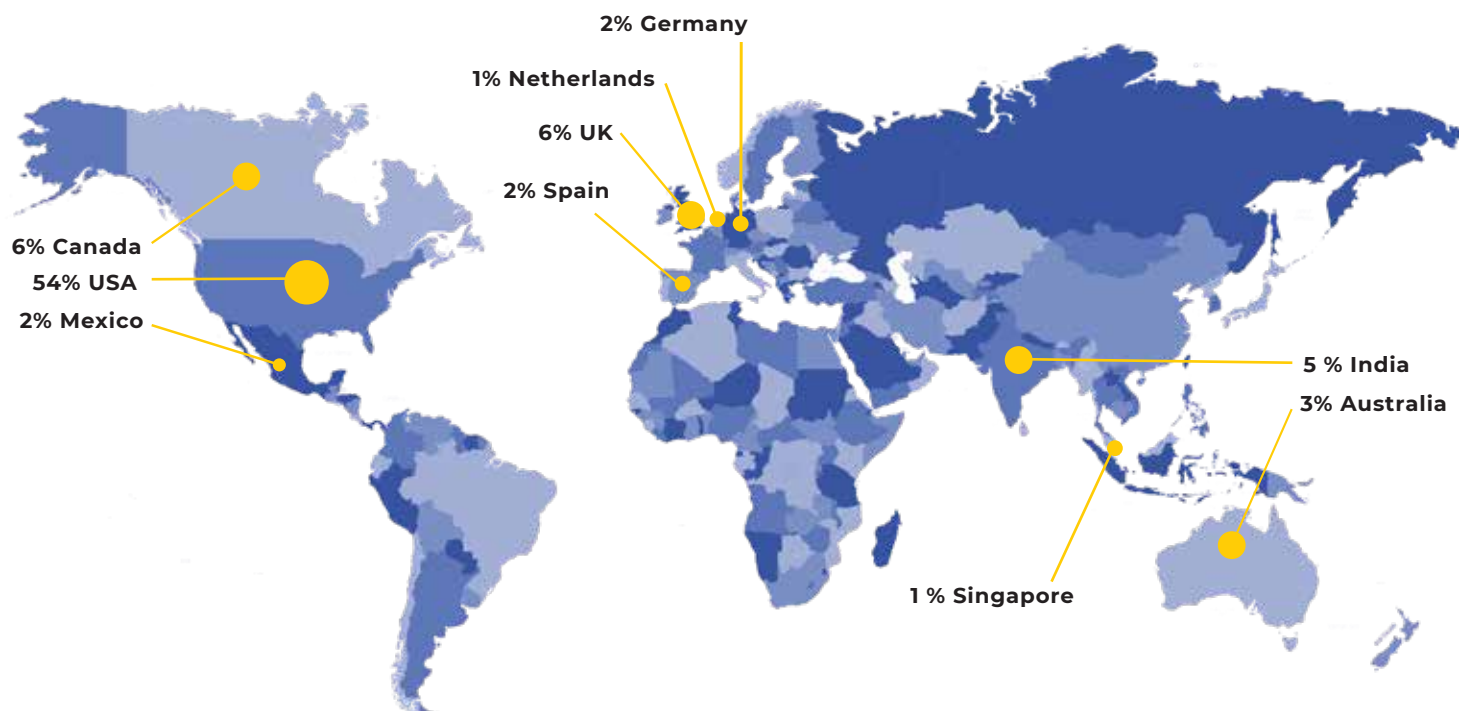 2% Germany
1% Netherlands
6% UK
2% Spain
6% Canada
54% USA
2% Mexico
5 % India
3% Australia
1 % Singapore